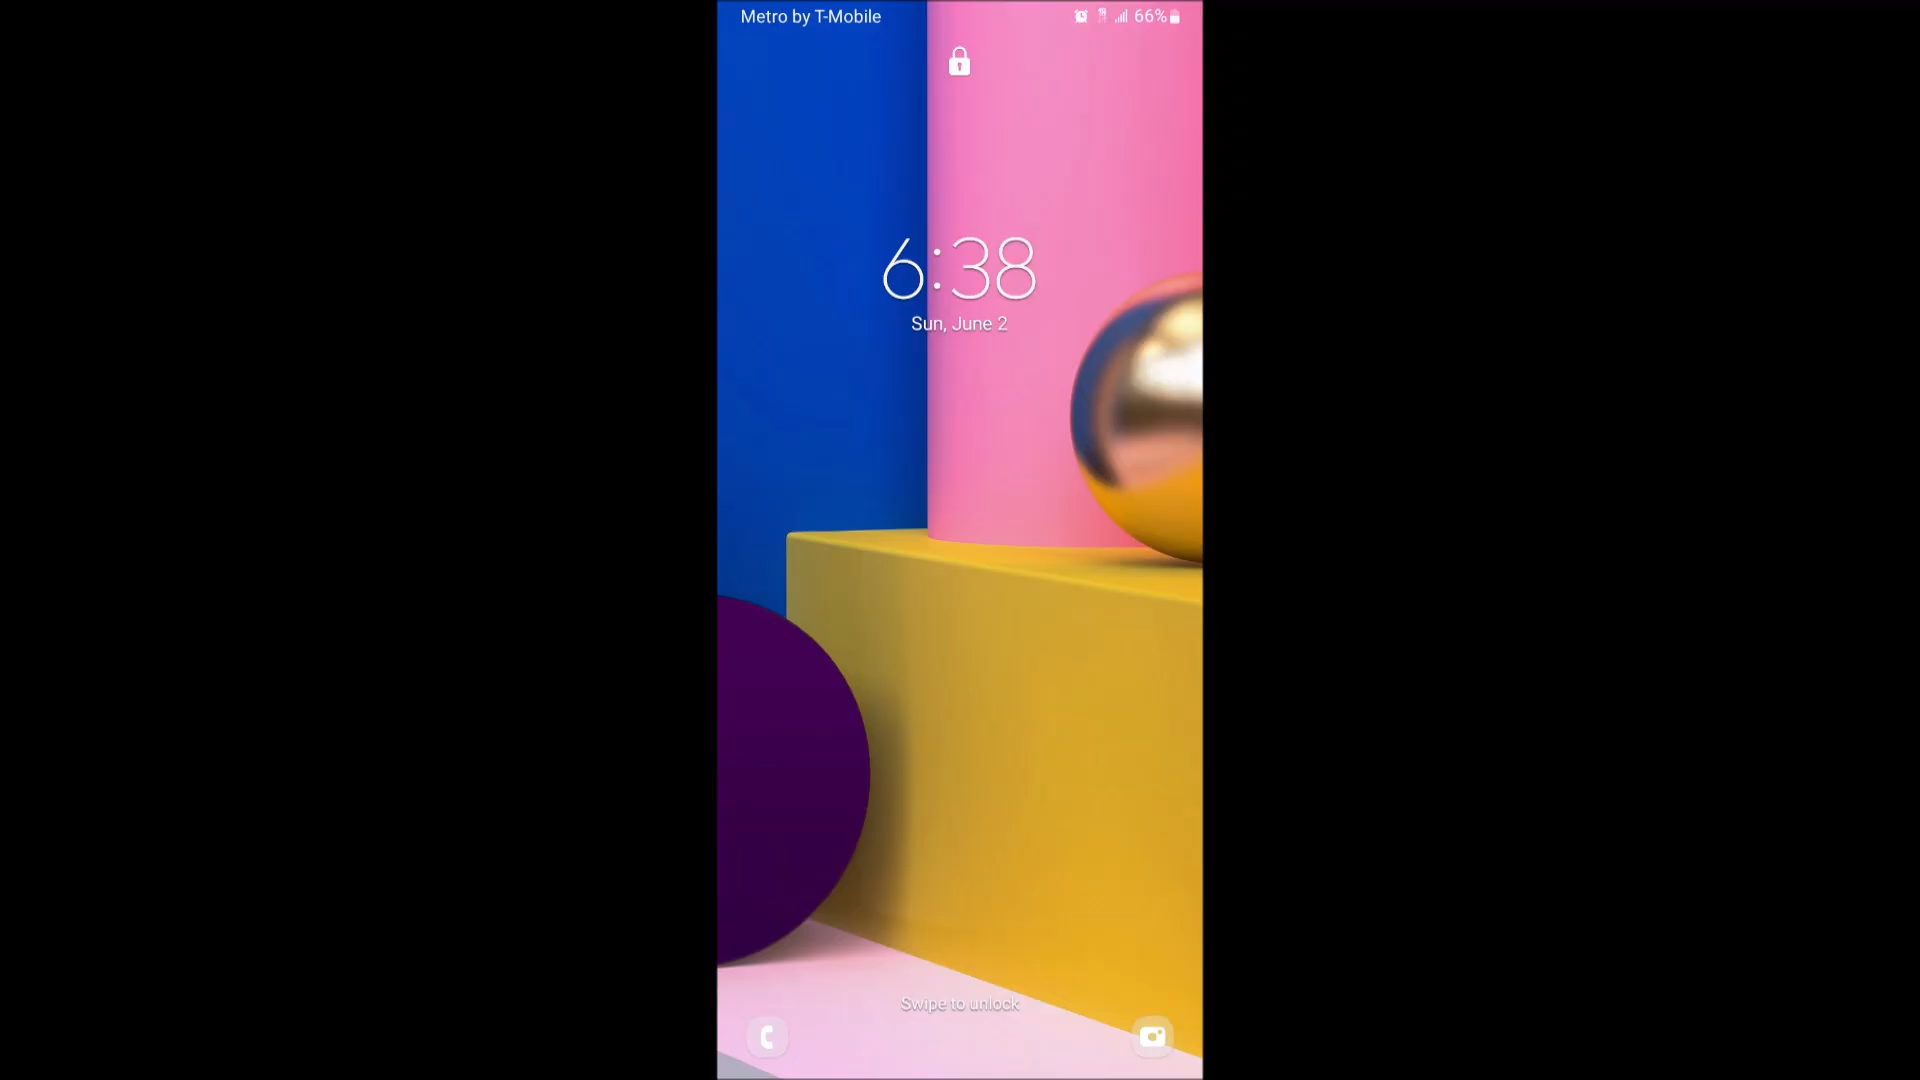 Metro by T-Mobile
66%
6:38
Sun, June 2
Swipe to unlock